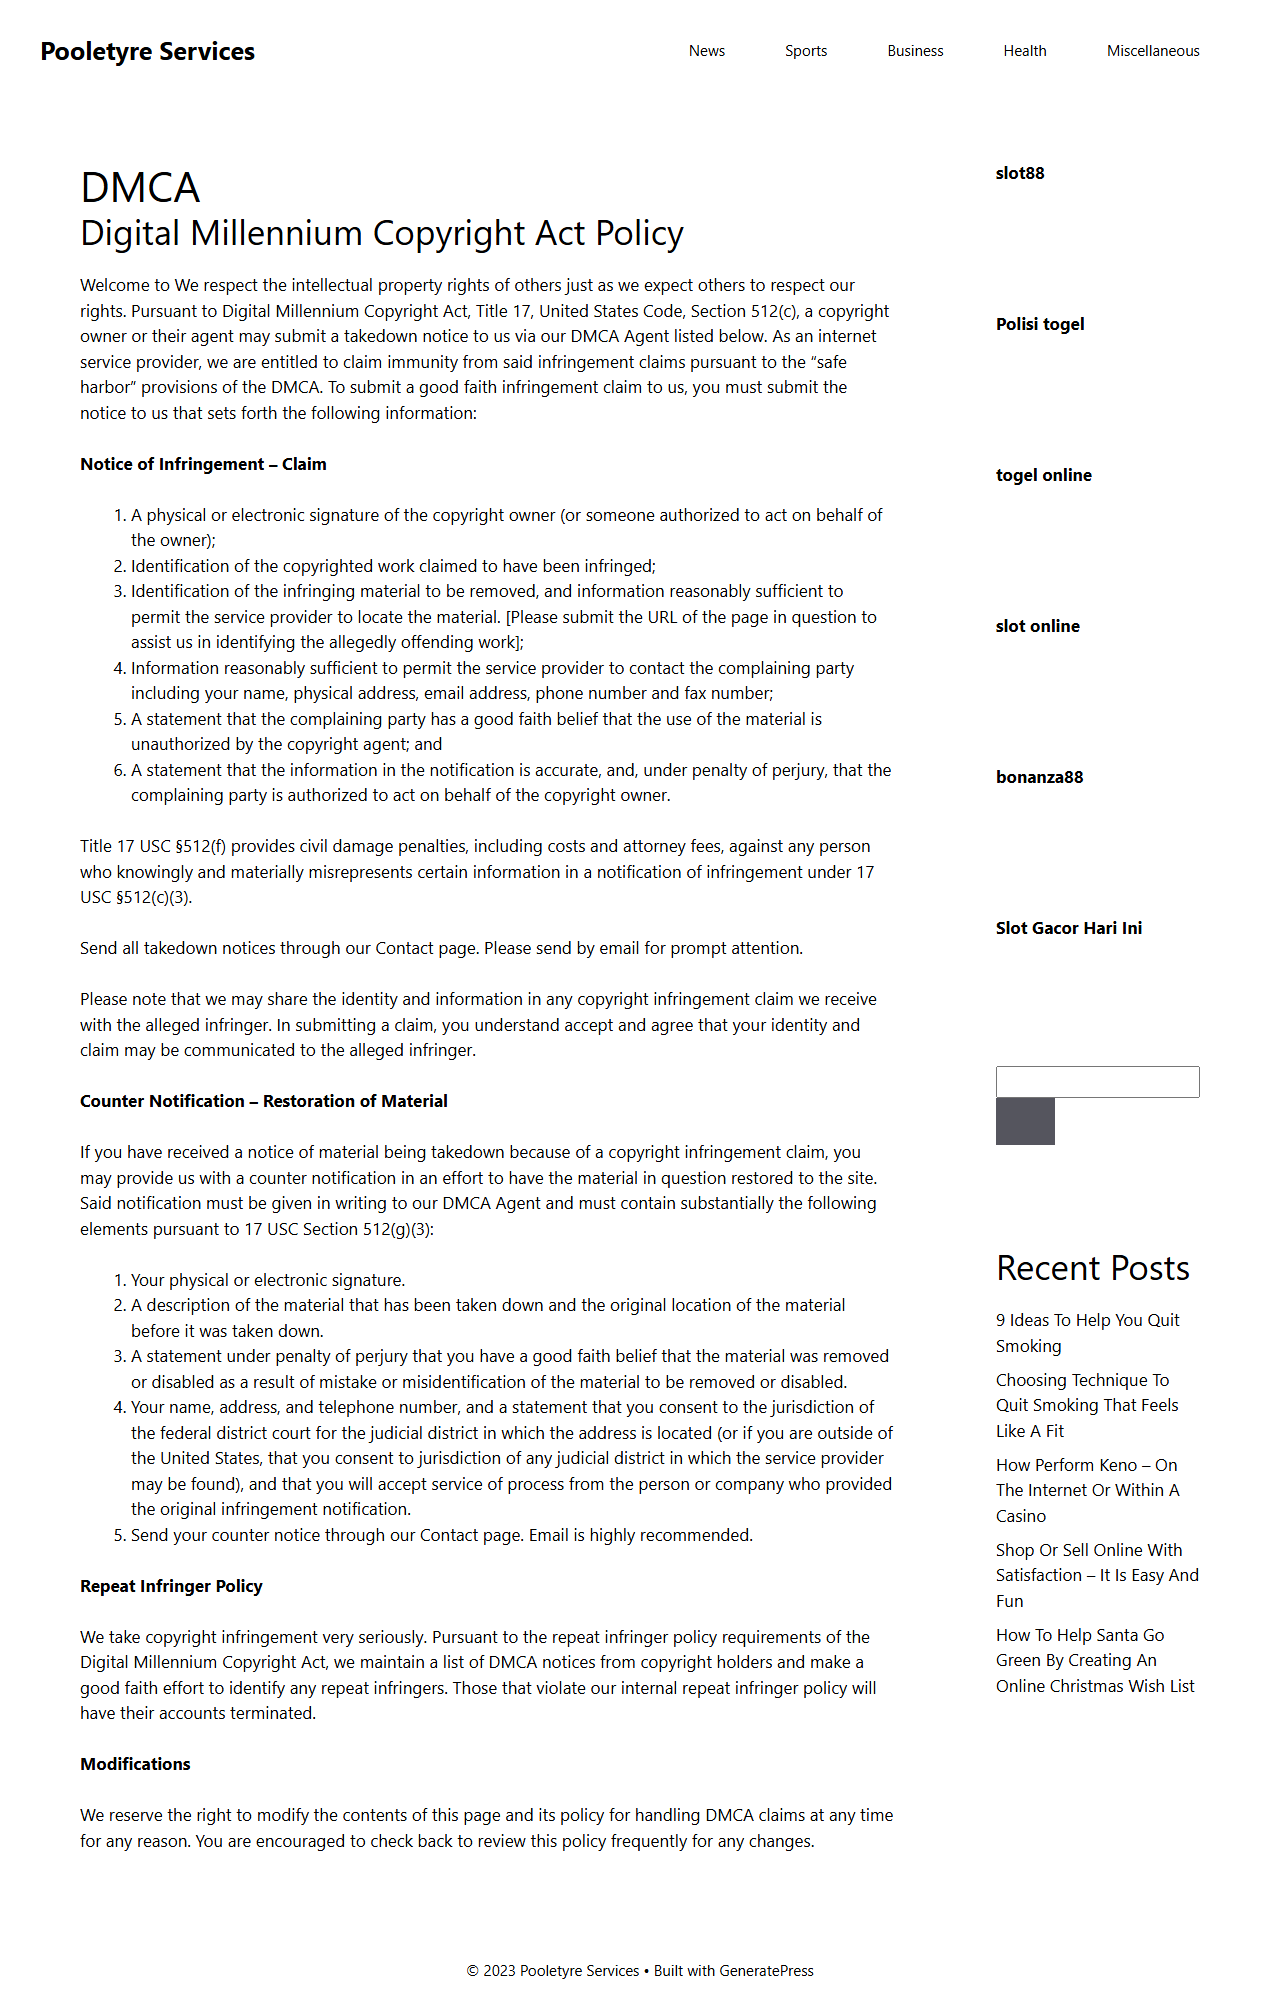 Pooletyre Services
News
Sports
Business
Health
Miscellaneous
DMCA
Digital Millennium Copyright Act Policy
Welcome to We respect the intellectual property rights of others just as we expect others to respect our
rights. Pursuant to Digital Millennium Copyright Act, Title 17, United States Code, Section 512(c), a copyright
owner or their agent may submit a takedown notice to us via our DMCA Agent listed below. As an internet
service provider, we are entitled to claim immunity from said infringement claims pursuant to the “safe
harbor” provisions of the DMCA. To submit a good faith infringement claim to us, you must submit the
notice to us that sets forth the following information:
Notice of Infringement – Claim
1. A physical or electronic signature of the copyright owner (or someone authorized to act on behalf of
the owner);
2. Identification of the copyrighted work claimed to have been infringed;
3. Identification of the infringing material to be removed, and information reasonably sufficient to
permit the service provider to locate the material. [Please submit the URL of the page in question to
assist us in identifying the allegedly offending work];
4. Information reasonably sufficient to permit the service provider to contact the complaining party
including your name, physical address, email address, phone number and fax number;
5. A statement that the complaining party has a good faith belief that the use of the material is
unauthorized by the copyright agent; and
6. A statement that the information in the notification is accurate, and, under penalty of perjury, that the
complaining party is authorized to act on behalf of the copyright owner.
Title 17 USC §512(f) provides civil damage penalties, including costs and attorney fees, against any person
who knowingly and materially misrepresents certain information in a notification of infringement under 17
USC §512(c)(3).
Send all takedown notices through our Contact page. Please send by email for prompt attention.
Please note that we may share the identity and information in any copyright infringement claim we receive
with the alleged infringer. In submitting a claim, you understand accept and agree that your identity and
claim may be communicated to the alleged infringer.
Counter Notification – Restoration of Material
If you have received a notice of material being takedown because of a copyright infringement claim, you
may provide us with a counter notification in an effort to have the material in question restored to the site.
Said notification must be given in writing to our DMCA Agent and must contain substantially the following
elements pursuant to 17 USC Section 512(g)(3):
1. Your physical or electronic signature.
2. A description of the material that has been taken down and the original location of the material
before it was taken down.
3. A statement under penalty of perjury that you have a good faith belief that the material was removed
or disabled as a result of mistake or misidentification of the material to be removed or disabled.
4. Your name, address, and telephone number, and a statement that you consent to the jurisdiction of
the federal district court for the judicial district in which the address is located (or if you are outside of
the United States, that you consent to jurisdiction of any judicial district in which the service provider
may be found), and that you will accept service of process from the person or company who provided
the original infringement notification.
5. Send your counter notice through our Contact page. Email is highly recommended.
Repeat Infringer Policy
We take copyright infringement very seriously. Pursuant to the repeat infringer policy requirements of the
Digital Millennium Copyright Act, we maintain a list of DMCA notices from copyright holders and make a
good faith effort to identify any repeat infringers. Those that violate our internal repeat infringer policy will
have their accounts terminated.
Modifications
We reserve the right to modify the contents of this page and its policy for handling DMCA claims at any time
for any reason. You are encouraged to check back to review this policy frequently for any changes.
slot88
Polisi togel
togel online
slot online
bonanza88
Slot Gacor Hari Ini
Recent Posts
9 Ideas To Help You Quit
Smoking
Choosing Technique To
Quit Smoking That Feels
Like A Fit
How Perform Keno – On
The Internet Or Within A
Casino
Shop Or Sell Online With
Satisfaction – It Is Easy And
Fun
How To Help Santa Go
Green By Creating An
Online Christmas Wish List
© 2023 Pooletyre Services • Built with GeneratePress